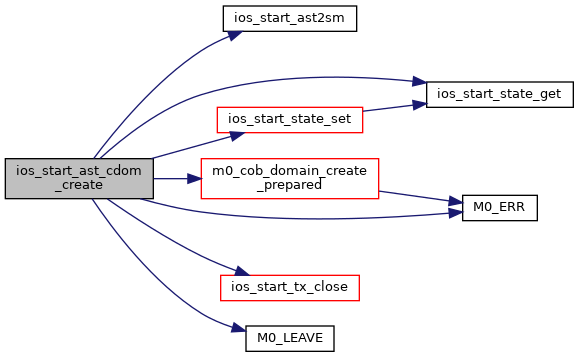 ios_start_ast2sm
ios_start_state_get
ios_start_state_set
ios_start_ast_cdom
_create
m0_cob_domain_create
_prepared
M0_ERR
ios_start_tx_close
M0_LEAVE